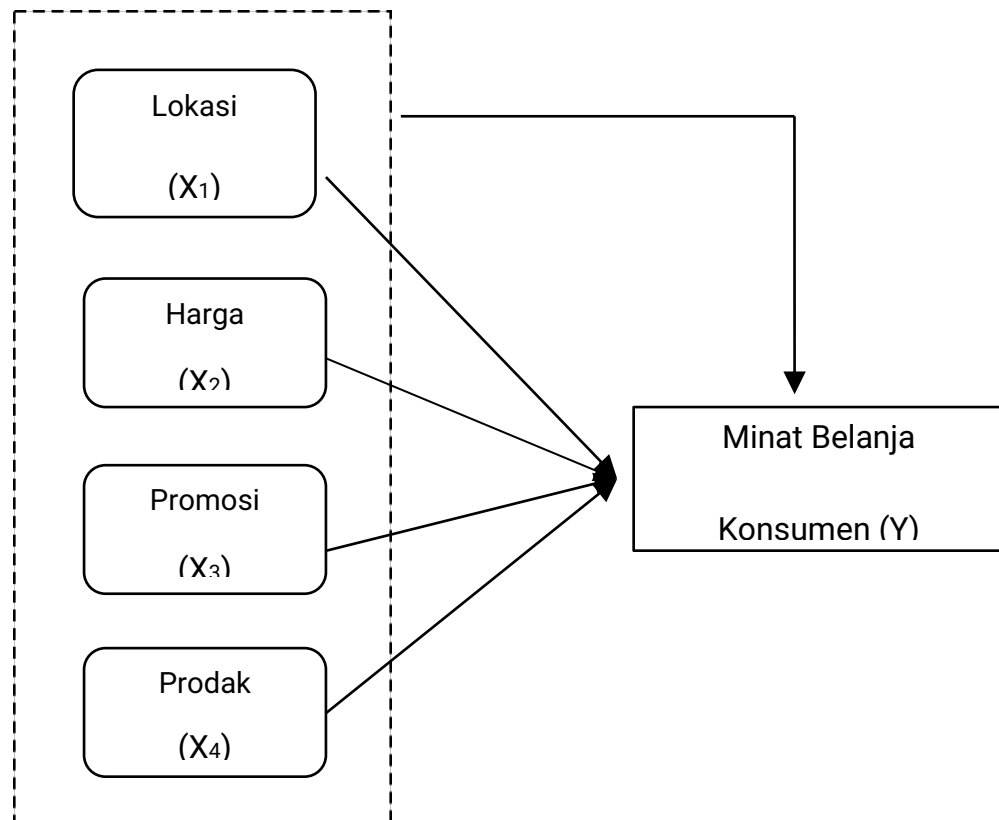 Lokasi
(X1)
Harga
(X2)
Promosi
(X3)
Prodak
(X4)
Minat Belanja
Konsumen (Y)